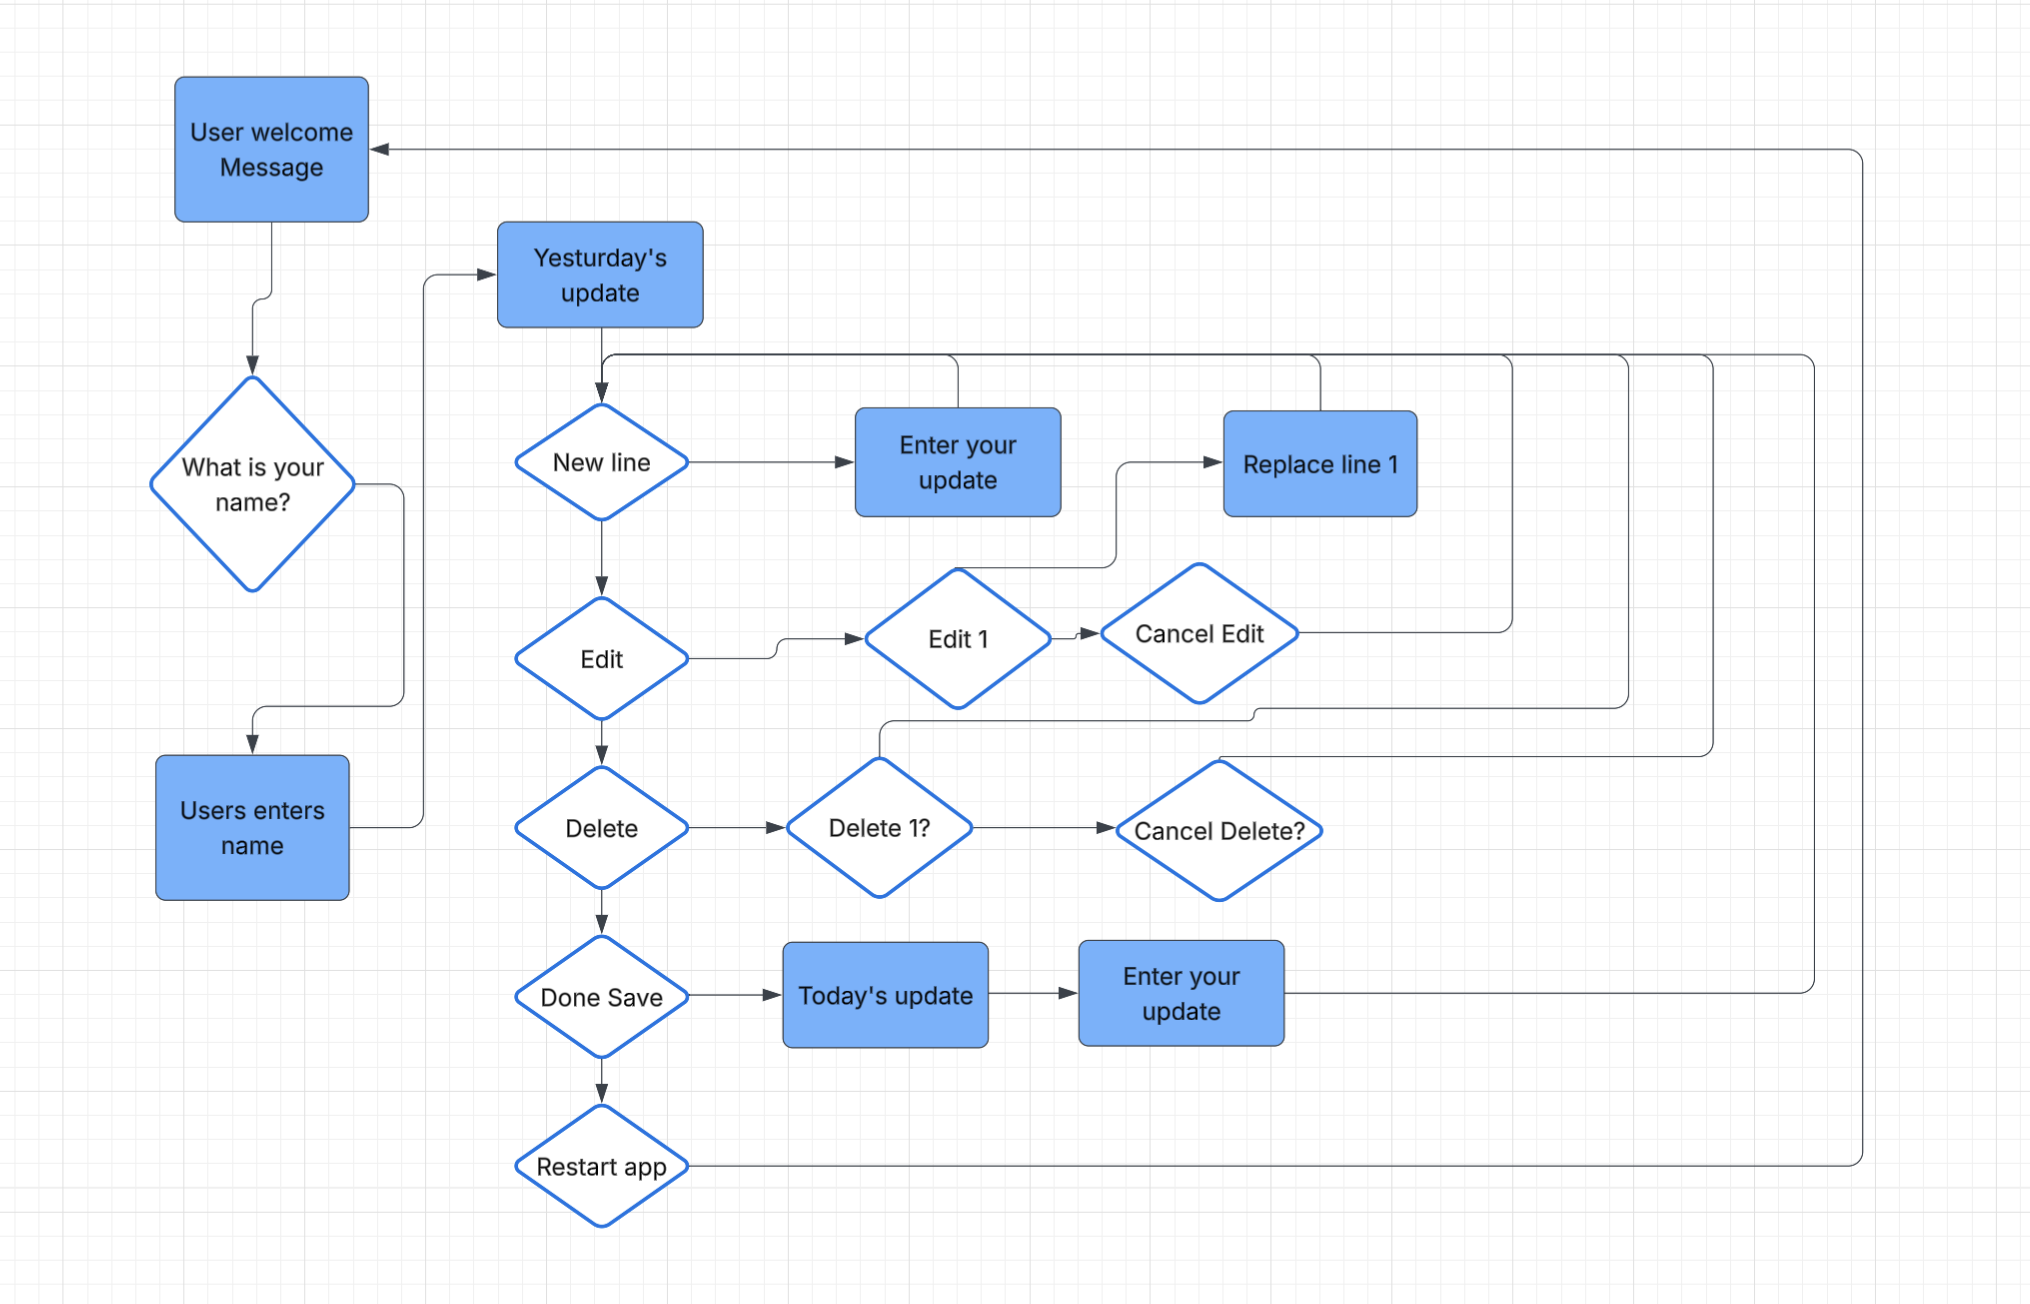 User welcome
Message
Yesturday's
update
What is your
name?
New line
Enter your
update
Replace line 1
Edit
Edit 1
Cancel Edit
Users enters
name
Delete
Delete 1?
Cancel Delete?
Done Save
Today's update
Enter your
update
Restart app